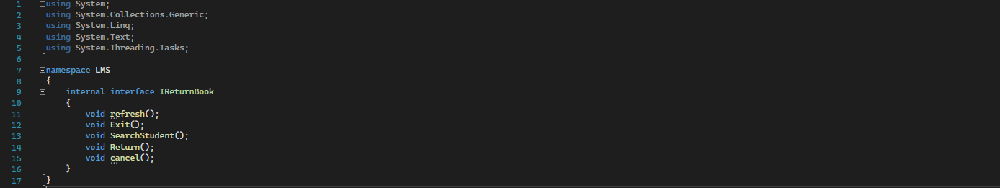 1 using System;
2 using System.Collections.Generic;
3 using System.Linq;
4 using System.Text;
5 using System.Threading.Tasks;
6
7 namespace LMS
8 {
9     internal interface IReturnBook
10     {
11         void refresh();
12         void Exit();
13         void SearchStudent();
14         void Return();
15         void cancel();
16     }
17 }